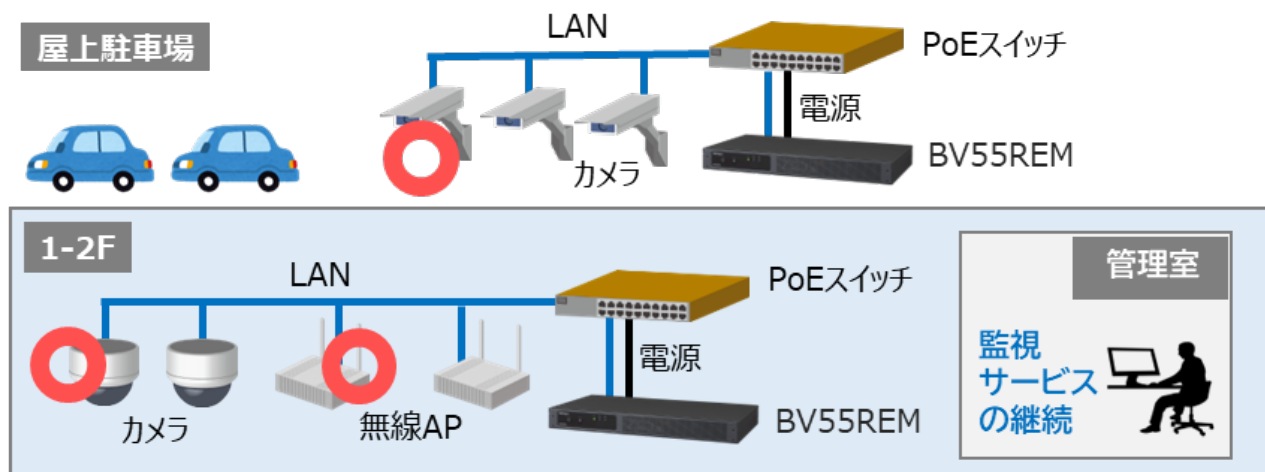 屋上駐車場
LAN
PoEスイッチ
電源
カメラ
BV55REM
1-2F
LAN
PoEスイッチ
電源
カメラ
無線AP
BV55REM
管理室
監視
サービス
の継続